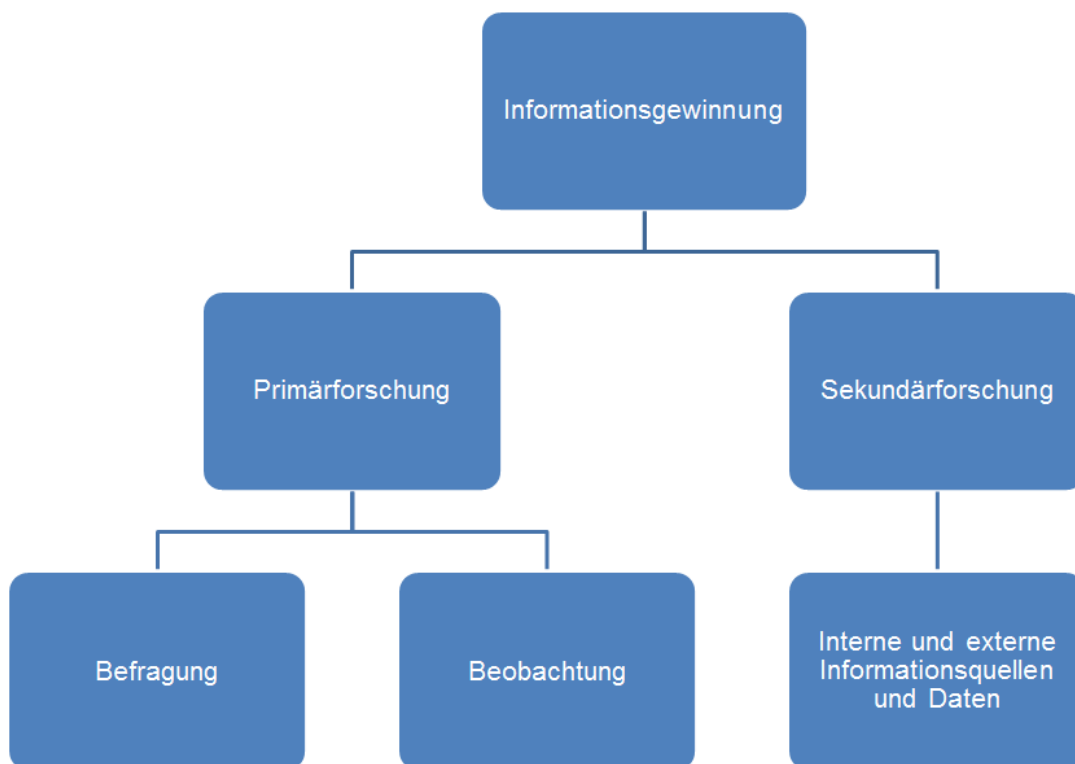 Informationsgewinnung
Primärforschung
Sekundärforschung
Befragung
Beobachtung
Interne und externe
Informationsquellen
und Daten